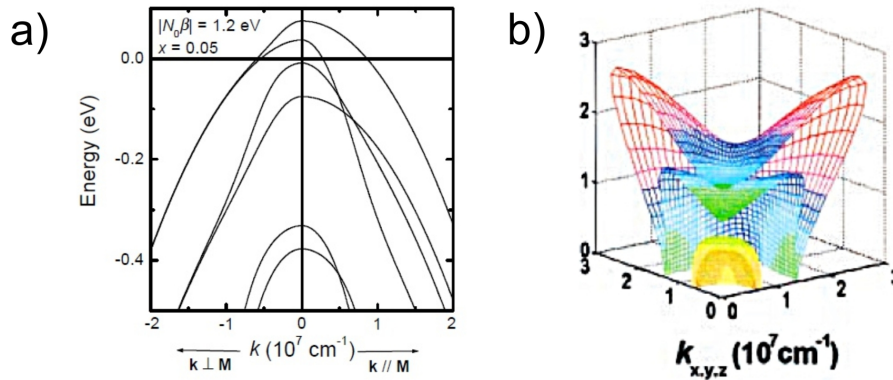 a)
|N₀β| = 1.2 eV
x = 0.05
0.0
-0.2
-0.4
Energy (eV)
-2
-1
0
1
2
k (10⁷ cm⁻¹)
k ⊥ M
k // M
b)
3
2
1
0
3
2
1
0
0
1
2
3
k x,y,z (10⁷cm⁻¹)